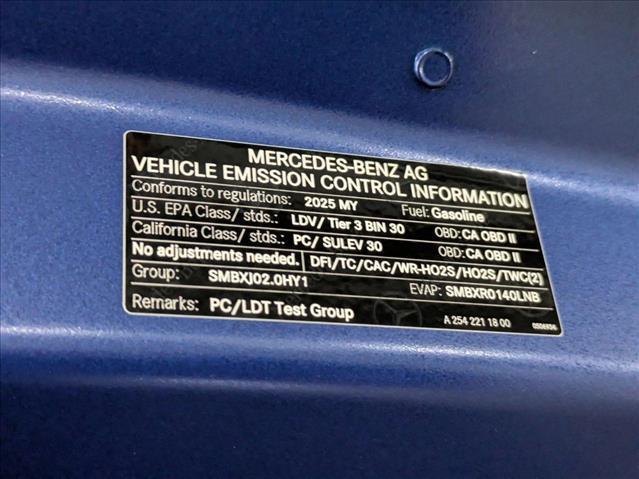 MERCEDES-BENZ AG
VEHICLE EMISSION CONTROL INFORMATION
Conforms to regulations: 2025 MY Fuel: Gasoline
U.S. EPA Class/ stds.: LDV/ Tier 3 BIN 30 OBD: CA OBD II
California Class/ stds.: PC/ SULEV 30 OBD: CA OBD II
No adjustments needed. DFI/TC/CAC/WR-HO2S/HO2S/TWC(2)
Group: SMBXJ02.0HY1 EVAP: SMBXR0140LNB
Remarks: PC/LDT Test Group A 254 221 18 00